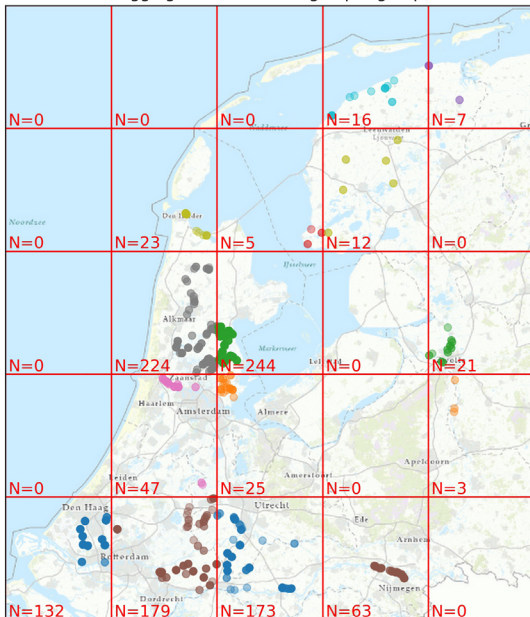 N=0 N=0 N=0 N=16 N=7
Leeuwarden
Den Helder
Noordzee
N=0 N=23 N=5 N=12 N=0
IJsselmeer
Alkmaar
Markermeer
N=0 N=224 N=244 N=0 N=21
Zaanstad
Haarlem
Amsterdam Almere
Apeldoorn
Leiden
Amersfoort
N=0 N=47 N=25 N=0 N=3
Den Haag Utrecht
Ede
Arnhem
Rotterdam
Nijmegen
Dordrecht
N=132 N=179 N=173 N=63 N=0